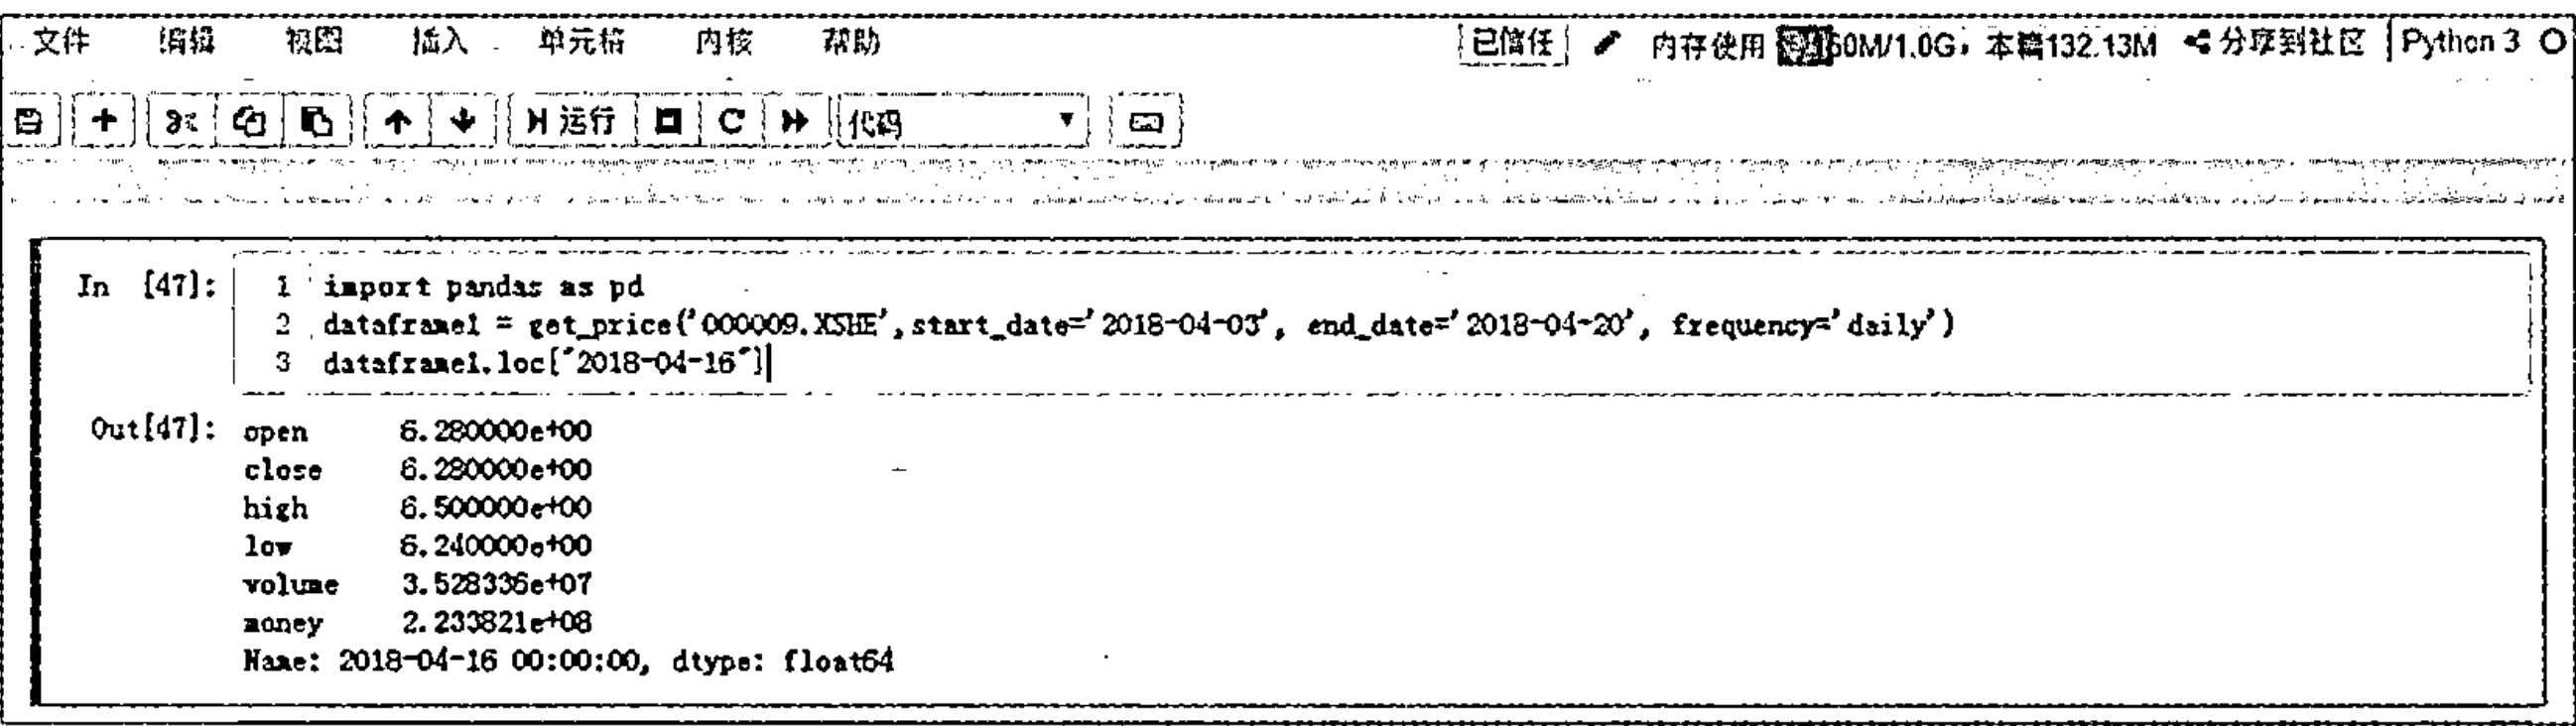 文件 编辑 视图 插入 单元格 内核 帮助 已信任 内存使用 60M/1.0G，本篇132.13M 分享到社区 Python 3
运行 代码
In [47]: 1 import pandas as pd
2 dataframe1 = get_price('000009.XSHE',start_date='2018-04-03', end_date='2018-04-20', frequency='daily')
3 dataframe1.loc["2018-04-16"]
Out[47]: open 6.280000e+00
close 6.280000e+00
high 6.500000e+00
low 6.240000e+00
volume 3.528336e+07
money 2.233821e+08
Name: 2018-04-16 00:00:00, dtype: float64